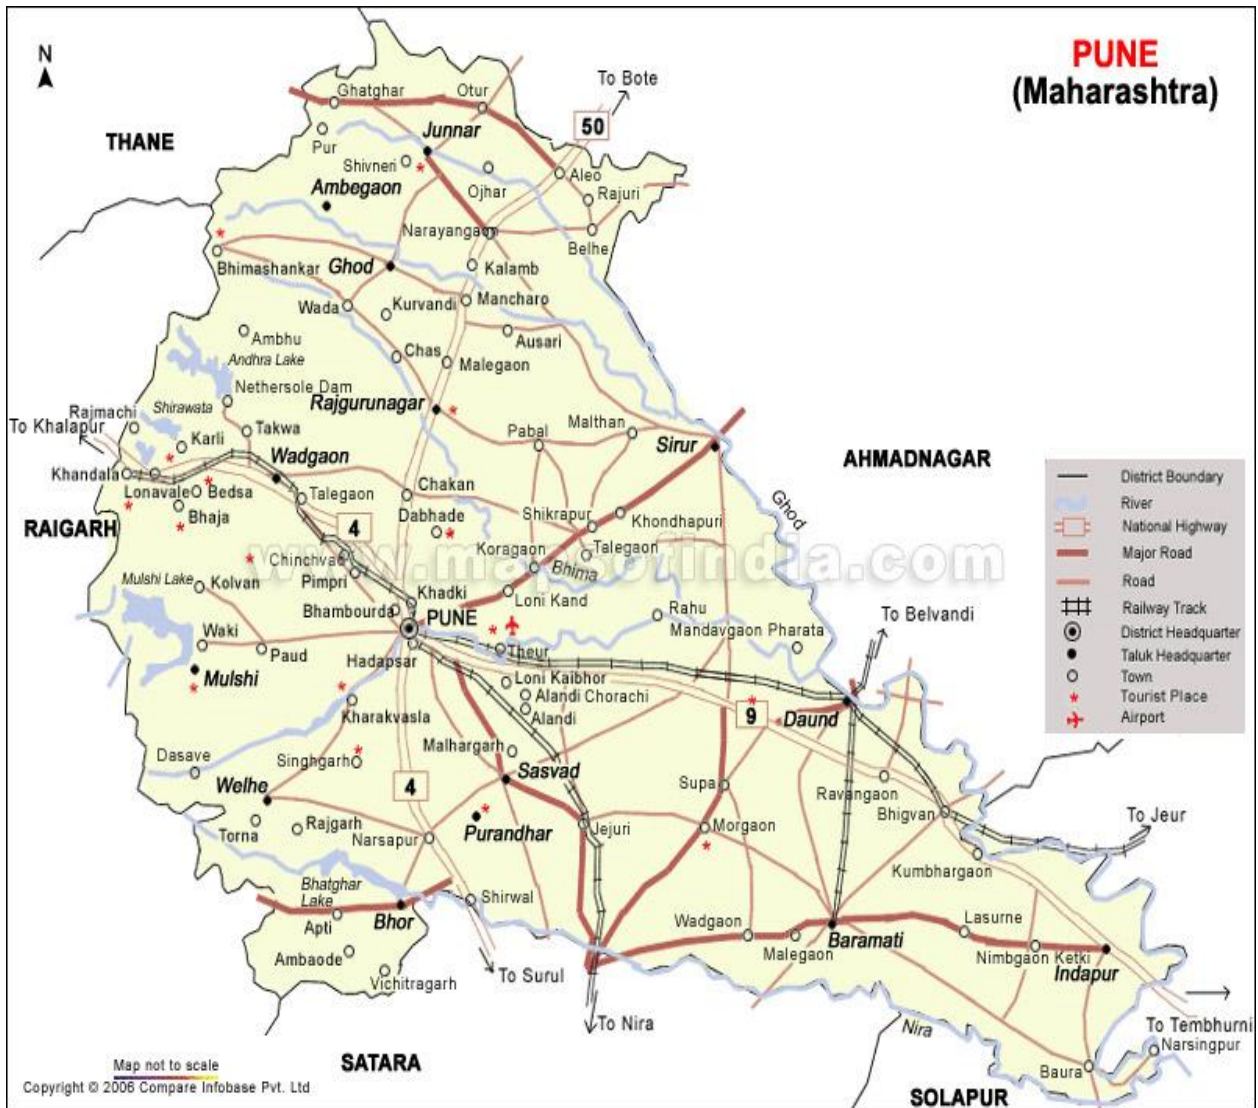 PUNE
(Maharashtra)
N
To Bote
Ghatghar
Otur
THANE
50
Junnar
Pur
Shivneri
Ojhar
Aleo
Ambegaon
Rajuri
Narayangaon
Belhe
Bhimashankar
Ghod
Kalamb
Wada
Kurvandi
Mancharo
Ambhu
Ausari
Andhra Lake
Chas
Malegaon
Nethersole Dam
Rajmachi
Shirawata
Rajgurunagar
To Khalapur
Takwa
Malthan
Karli
Pabal
Sirur
Wadgaon
AHMADNAGAR
Khandala
Lonavale
Bedsa
Talegaon
Chakan
Bhaja
Dabhade
Shikrapur
Khondhapuri
Ghod
RAIGARH
4
Koragaon
Talegaon
Chinchvad
www.mapsofindia.com
Bhima
Mulshi Lake
Kolvan
Pimpri
Khadki
Loni Kand
Bhambourda
PUNE
Rahu
Mandavgaon Pharata
To Belvandi
Waki
Paud
Hadapsar
Theur
Mulshi
Loni Kaibhor
Alandi Chorachi
Kharakvasla
Alandi
9
Daund
Malhargarh
Dasave
Singhgarh
Welhe
4
Sasvad
Supa
Ravangaon
Bhigvan
To Jeur
Torna
Rajgarh
Narsapur
Purandhar
Jejuri
Morgaon
Kumbhargaon
Bhatghar
Lake
Shirwal
Apti
Bhor
Wadgaon
Lasurne
Baramati
Malegaon
Nimbgaon Ketki
Ambaode
Indapur
Vichitragarh
To Surul
To Nira
Nira
To Tembhurni
Narsingpur
SATARA
Baura
SOLAPUR
District Boundary
River
National Highway
Major Road
Road
Railway Track
District Headquarter
Taluk Headquarter
Town
Tourist Place
Airport
Map not to scale
Copyright © 2006 Compare Infobase Pvt. Ltd